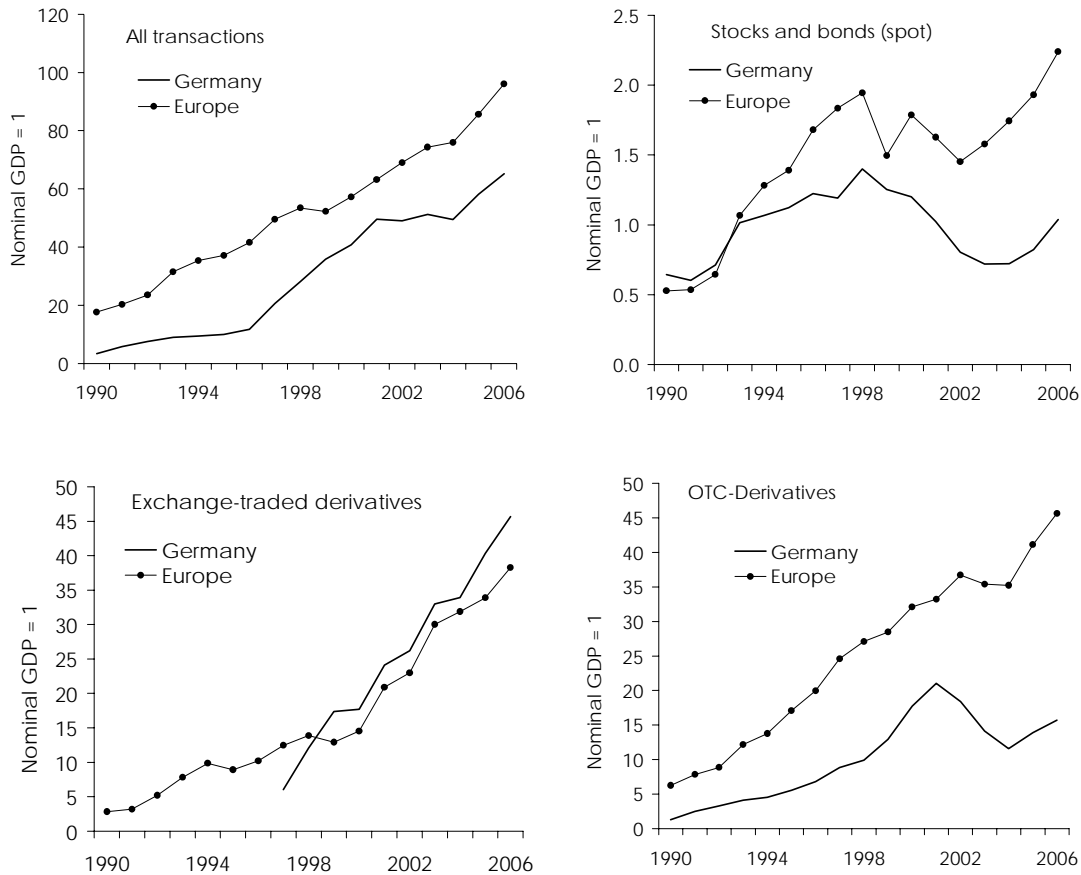 All transactions
Germany
Europe
Nominal GDP = 1
120
100
80
60
40
20
0
1990 1994 1998 2002 2006
Stocks and bonds (spot)
Germany
Europe
Nominal GDP = 1
2.5
2.0
1.5
1.0
0.5
0.0
1990 1994 1998 2002 2006
Exchange-traded derivatives
Germany
Europe
Nominal GDP = 1
50
45
40
35
30
25
20
15
10
5
0
1990 1994 1998 2002 2006
OTC-Derivatives
Germany
Europe
Nominal GDP = 1
50
45
40
35
30
25
20
15
10
5
0
1990 1994 1998 2002 2006